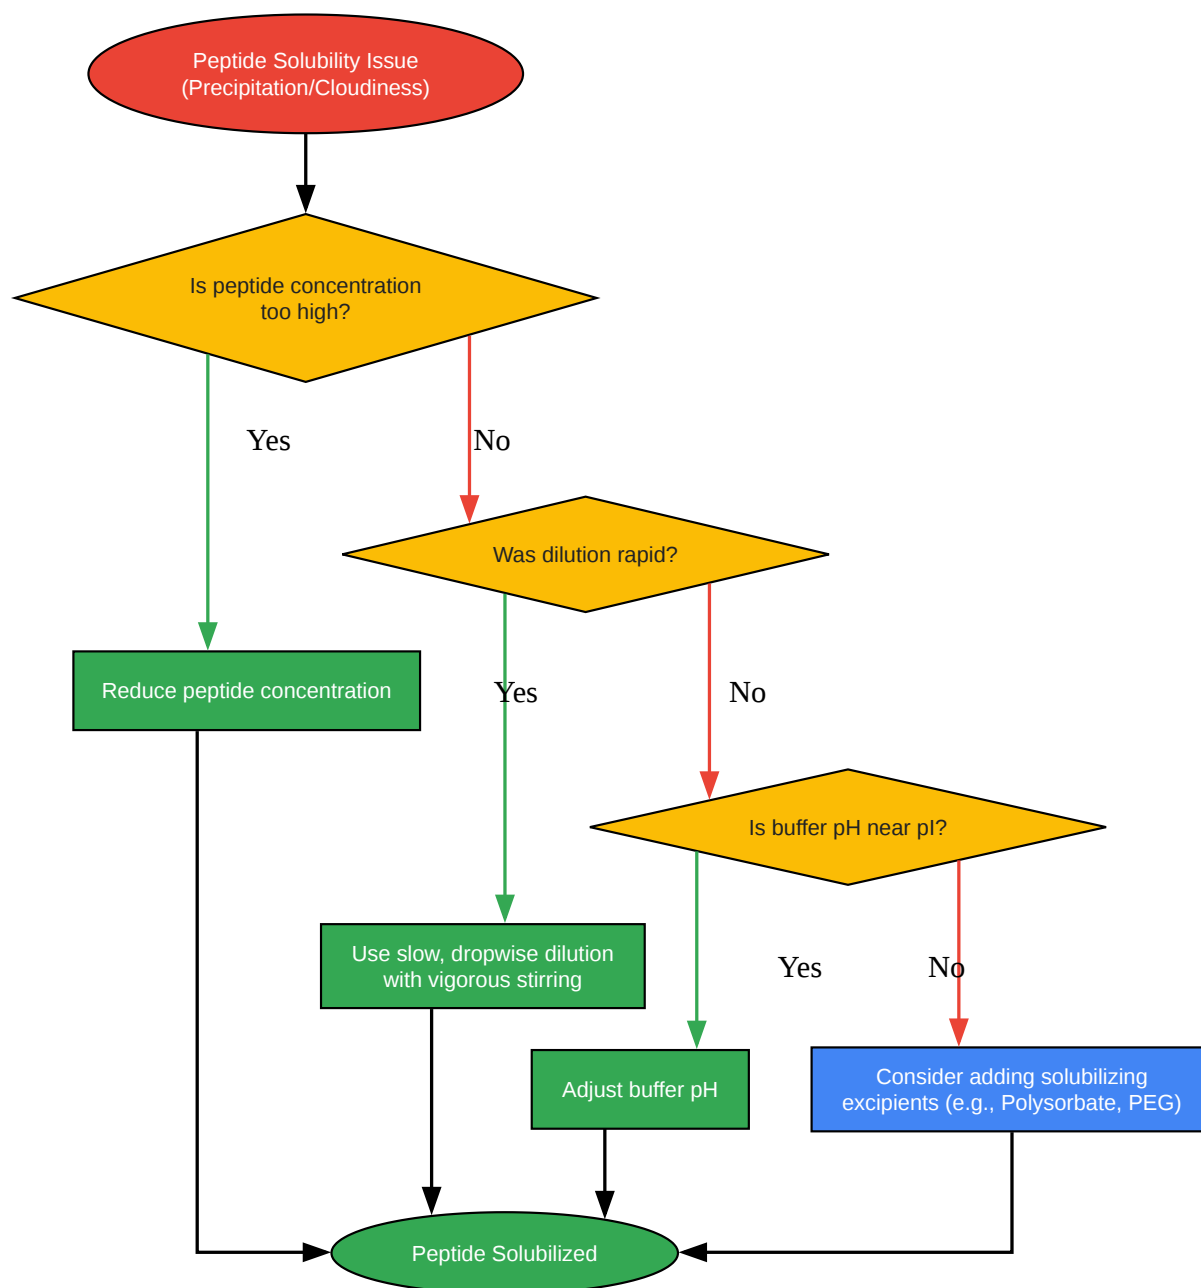 Peptide Solubility Issue
(Precipitation/Cloudiness)
Is peptide concentration
too high?
Yes
No
Was dilution rapid?
Reduce peptide concentration
Yes
No
Is buffer pH near pI?
Use slow, dropwise dilution
with vigorous stirring
Yes
No
Adjust buffer pH
Consider adding solubilizing
excipients (e.g., Polysorbate, PEG)
Peptide Solubilized